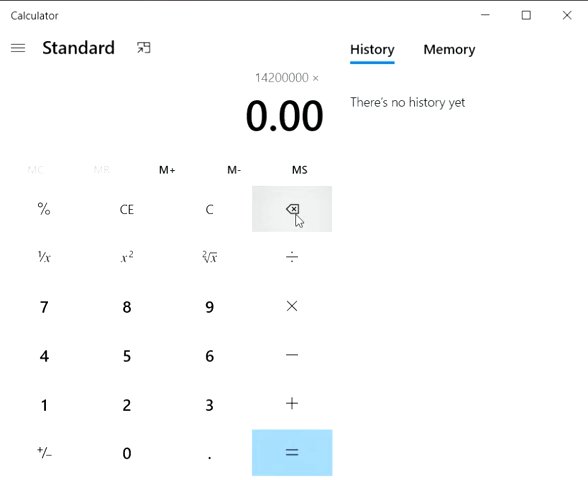 Calculator
Standard
History Memory
14200000 ×
0.00
There's no history yet
MC MR M+ M- MS
% CE C
¹/x x² ²√x ÷
7 8 9 ×
4 5 6 −
1 2 3 +
+/− 0 . =